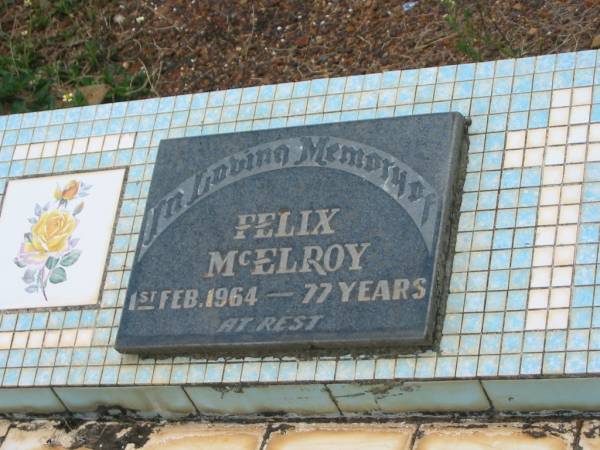 In Loving Memory of
FELIX
McELROY
1ST FEB. 1964 — 77 YEARS
AT REST